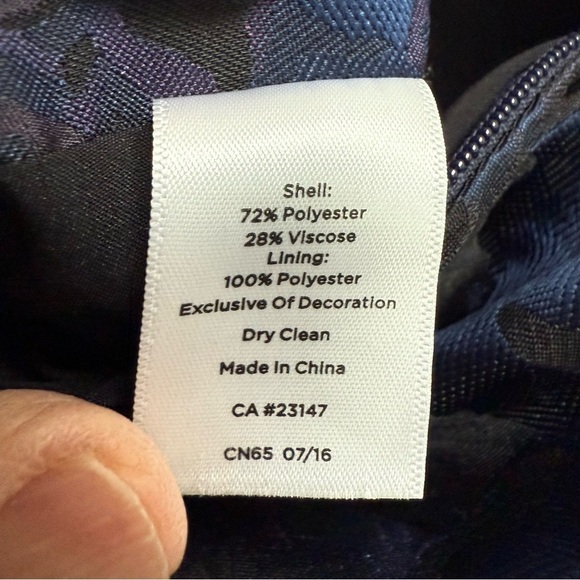 Shell:
72% Polyester
28% Viscose
Lining:
100% Polyester
Exclusive Of Decoration
Dry Clean
Made In China
CA #23147
CN65 07/16